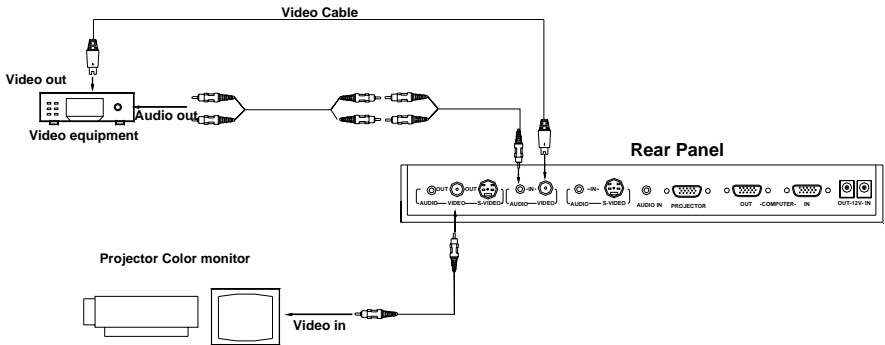 Video Cable
Video out
Audio out
Video equipment
Rear Panel
OUT OUT -IN- -IN-
AUDIO VIDEO S-VIDEO AUDIO VIDEO AUDIO S-VIDEO AUDIO IN PROJECTOR OUT -COMPUTER- IN OUT-12V- IN
Projector Color monitor
Video in